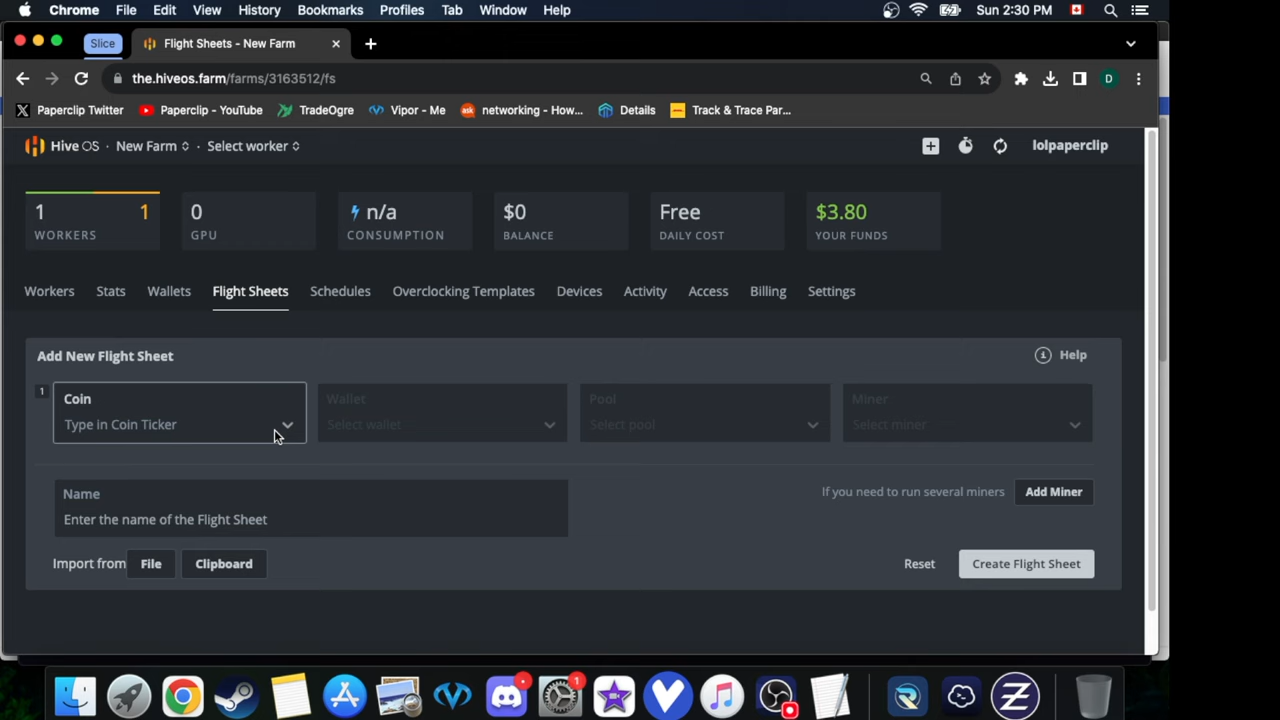 Chrome File Edit View History Bookmarks Profiles Tab Window Help Sun 2:30 PM
Slice Flight Sheets - New Farm
the.hiveos.farm/farms/3163512/fs D
Paperclip Twitter Paperclip - YouTube TradeOgre Vipor - Me ask networking - How... Details Track & Trace Par...
Hive OS · New Farm · Select worker lolpaperclip
1 1 0 n/a $0 Free $3.80
WORKERS GPU CONSUMPTION BALANCE DAILY COST YOUR FUNDS
Workers Stats Wallets Flight Sheets Schedules Overclocking Templates Devices Activity Access Billing Settings
Add New Flight Sheet Help
1 Coin Wallet Pool Miner
Type in Coin Ticker Select wallet Select pool Select miner
Name
If you need to run several miners Add Miner
Enter the name of the Flight Sheet
Import from File Clipboard Reset Create Flight Sheet
1